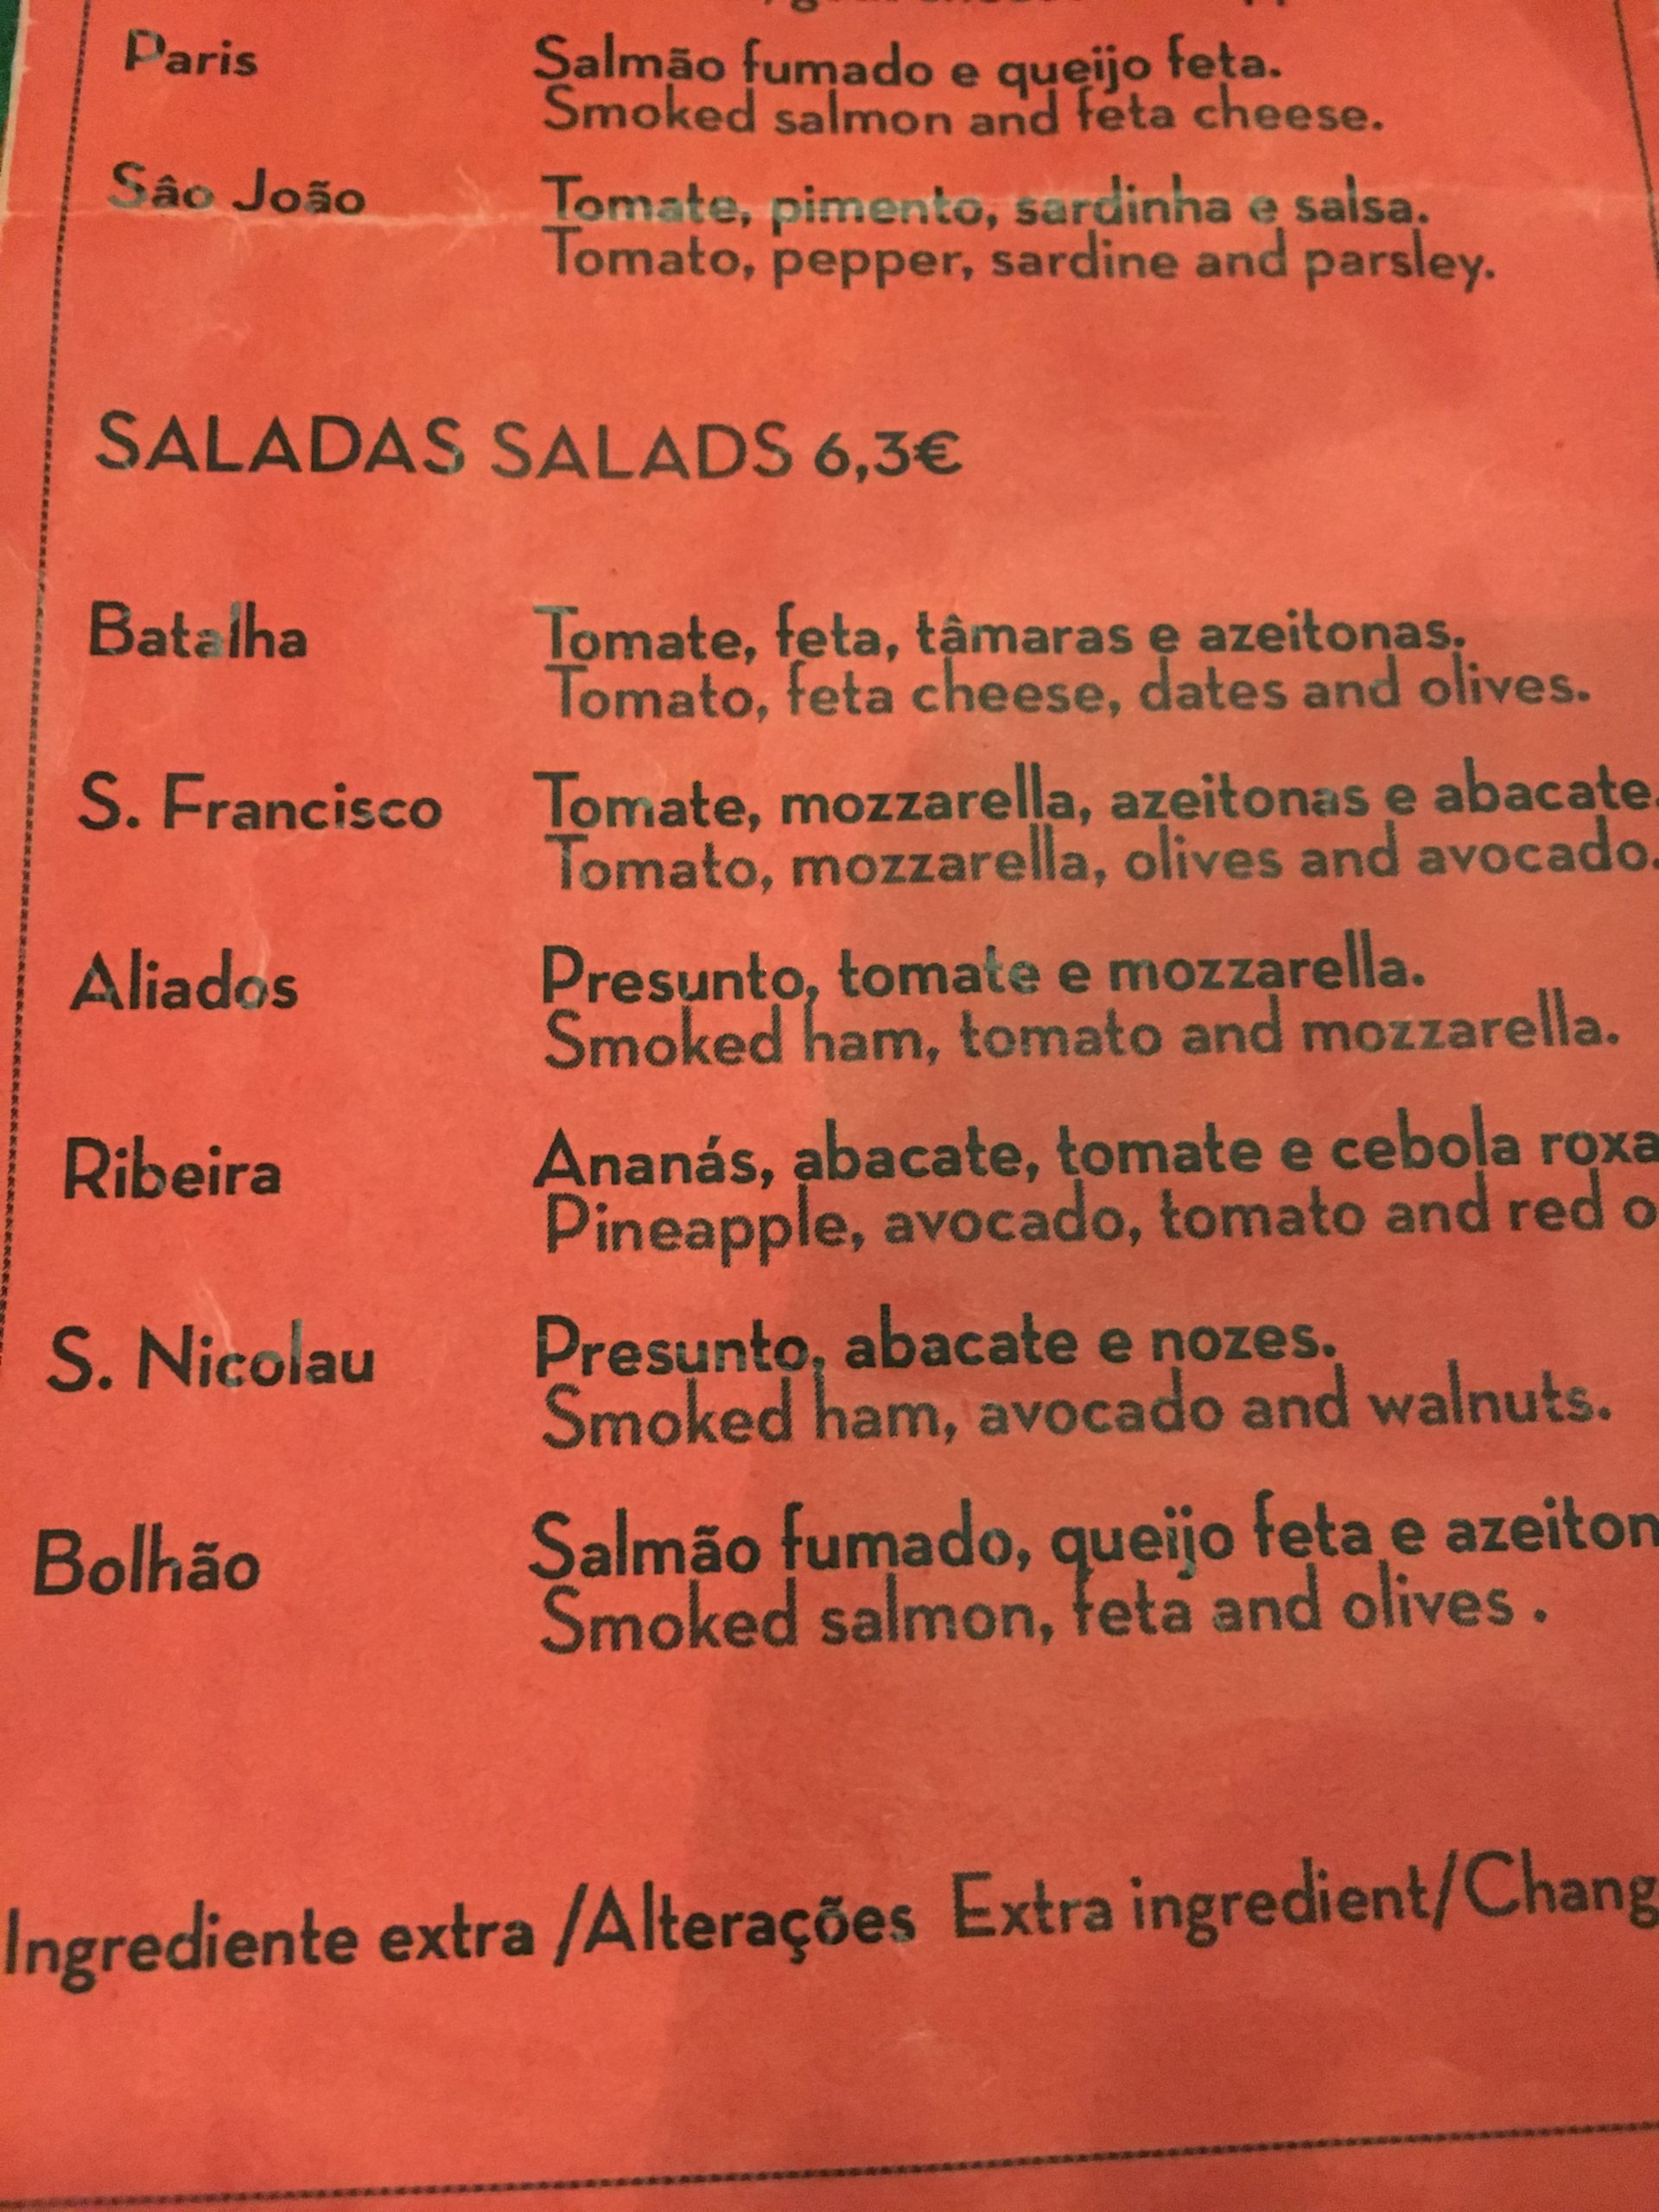 Paris Salmão fumado e queijo feta.
Smoked salmon and feta cheese.
Sâo João Tomate, pimento, sardinha e salsa.
Tomato, pepper, sardine and parsley.
SALADAS SALADS 6,3€
Batalha Tomate, feta, tâmaras e azeitonas.
Tomato, feta cheese, dates and olives.
S. Francisco Tomate, mozzarella, azeitonas e abacate.
Tomato, mozzarella, olives and avocado.
Aliados Presunto, tomate e mozzarella.
Smoked ham, tomato and mozzarella.
Ribeira Ananás, abacate, tomate e cebola roxa
Pineapple, avocado, tomato and red o
S. Nicolau Presunto, abacate e nozes.
Smoked ham, avocado and walnuts.
Bolhão Salmão fumado, queijo feta e azeiton
Smoked salmon, feta and olives .
Ingrediente extra /Alterações Extra ingredient/Chang